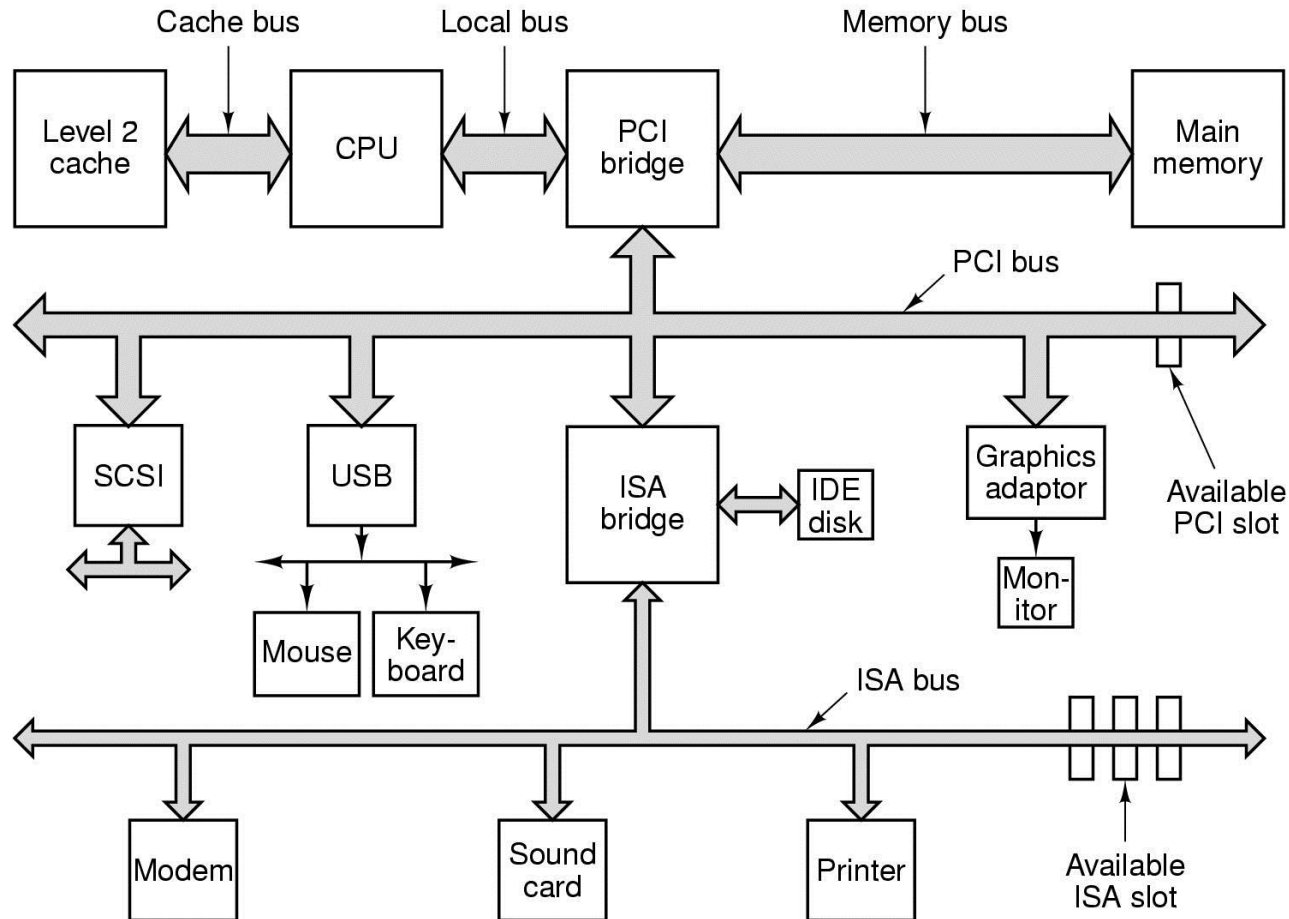 Cache bus
Local bus
Memory bus
Level 2
cache
CPU
PCI
bridge
Main
memory
PCI bus
SCSI
USB
ISA
bridge
IDE
disk
Graphics
adaptor
Available
PCI slot
Mon-
itor
Mouse
Key-
board
ISA bus
Modem
Sound
card
Printer
Available
ISA slot